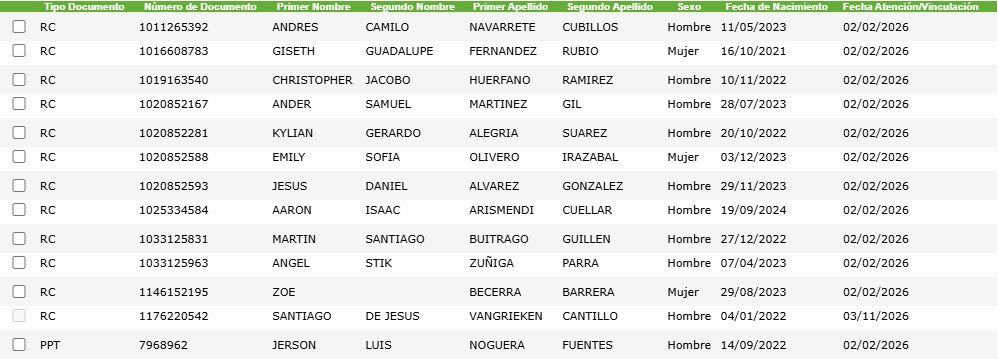 Tipo Documento Número de Documento Primer Nombre Segundo Nombre Primer Apellido Segundo Apellido Sexo Fecha de Nacimiento Fecha Atención/Vinculación
RC 1011265392 ANDRES CAMILO NAVARRETE CUBILLOS Hombre 11/05/2023 02/02/2026
RC 1016608783 GISETH GUADALUPE FERNANDEZ RUBIO Mujer 16/10/2021 02/02/2026
RC 1019163540 CHRISTOPHER JACOBO HUERFANO RAMIREZ Hombre 10/11/2022 02/02/2026
RC 1020852167 ANDER SAMUEL MARTINEZ GIL Hombre 28/07/2023 02/02/2026
RC 1020852281 KYLIAN GERARDO ALEGRIA SUAREZ Hombre 20/10/2022 02/02/2026
RC 1020852588 EMILY SOFIA OLIVERO IRAZABAL Mujer 03/12/2023 02/02/2026
RC 1020852593 JESUS DANIEL ALVAREZ GONZALEZ Hombre 29/11/2023 02/02/2026
RC 1025334584 AARON ISAAC ARISMENDI CUELLAR Hombre 19/09/2024 02/02/2026
RC 1033125831 MARTIN SANTIAGO BUITRAGO GUILLEN Hombre 27/12/2022 02/02/2026
RC 1033125963 ANGEL STIK ZUÑIGA PARRA Hombre 07/04/2023 02/02/2026
RC 1146152195 ZOE BECERRA BARRERA Mujer 29/08/2023 02/02/2026
RC 1176220542 SANTIAGO DE JESUS VANGRIEKEN CANTILLO Hombre 04/01/2022 03/11/2026
PPT 7968962 JERSON LUIS NOGUERA FUENTES Hombre 14/09/2022 02/02/2026